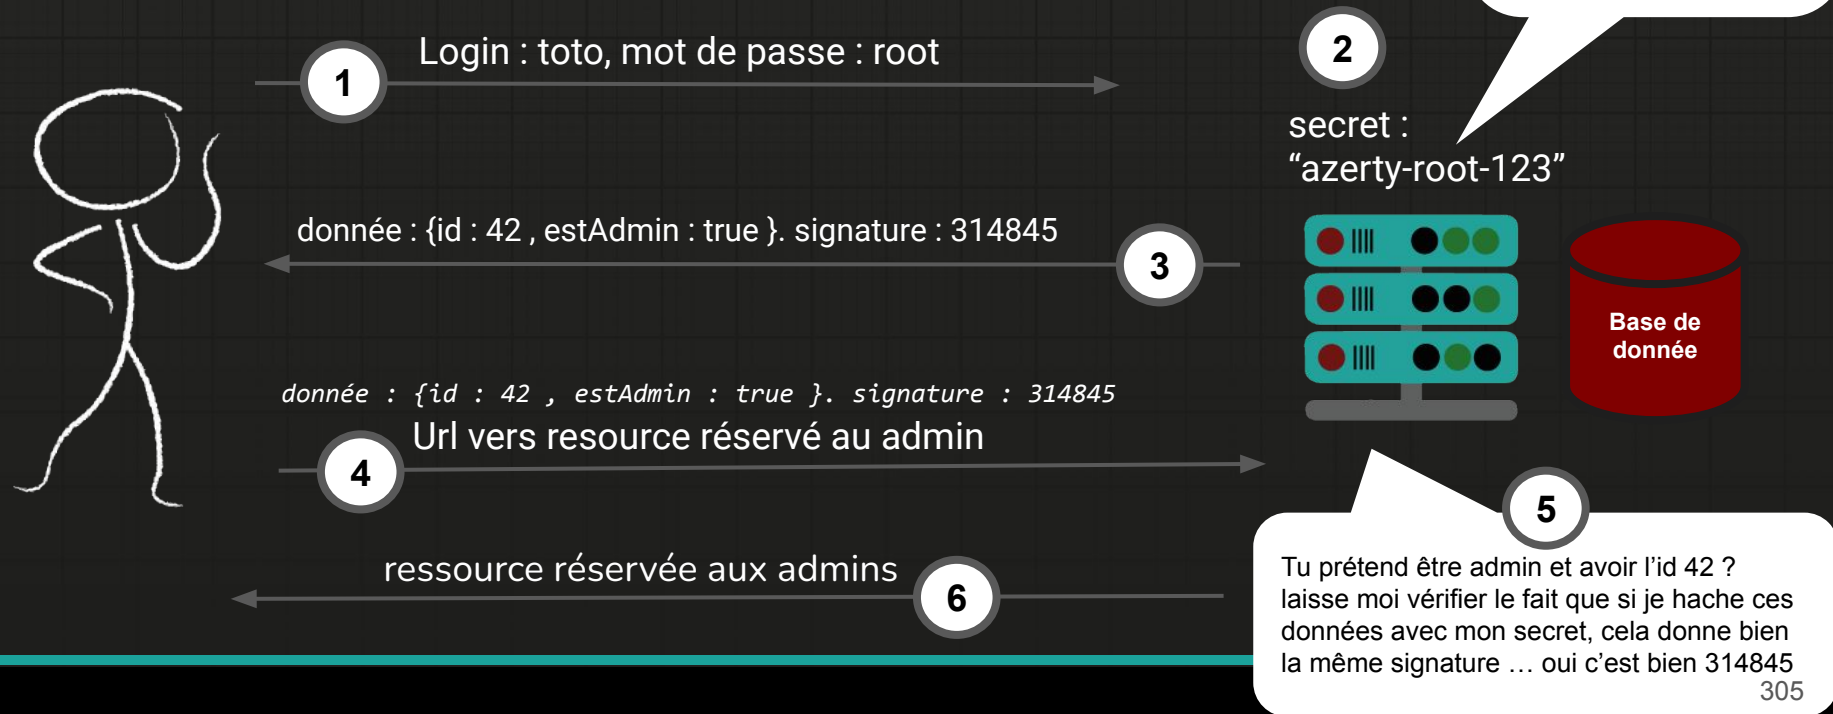 1
Login : toto, mot de passe : root
2
secret :
“azerty-root-123”
donnée : {id : 42 , estAdmin : true }. signature : 314845
3
Base de
donnée
donnée : {id : 42 , estAdmin : true }. signature : 314845
Url vers resource réservé au admin
4
5
Tu prétend être admin et avoir l’id 42 ?
laisse moi vérifier le fait que si je hache ces
données avec mon secret, cela donne bien
la même signature … oui c’est bien 314845
ressource réservée aux admins
6
305